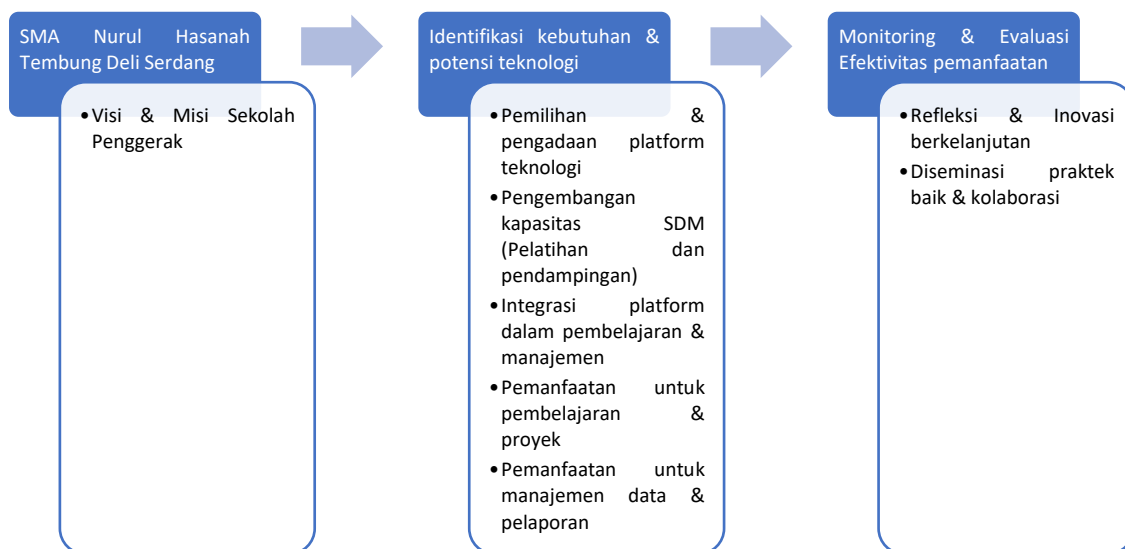 SMA Nurul Hasanah
Tembung Deli Serdang
•Visi & Misi Sekolah
Penggerak
Identifikasi kebutuhan &
potensi teknologi
•Pemilihan &
pengadaan platform
teknologi
•Pengembangan
kapasitas SDM
(Pelatihan dan
pendampingan)
•Integrasi platform
dalam pembelajaran &
manajemen
•Pemanfaatan untuk
pembelajaran &
proyek
•Pemanfaatan untuk
manajemen data &
pelaporan
Monitoring & Evaluasi
Efektivitas pemanfaatan
•Refleksi & Inovasi
berkelanjutan
•Diseminasi praktek
baik & kolaborasi